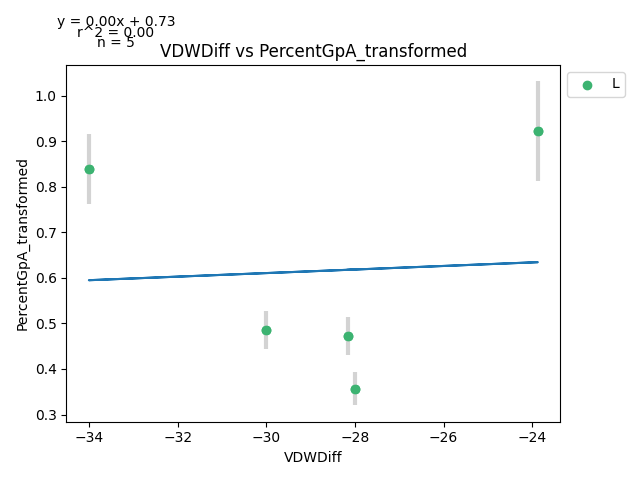 y = 0.00x + 0.73
r^2 = 0.00
n = 5
VDWDiff vs PercentGpA_transformed
L
1.0
0.9
0.8
0.7
0.6
0.5
0.4
0.3
PercentGpA_transformed
−34
−32
−30
−28
−26
−24
VDWDiff